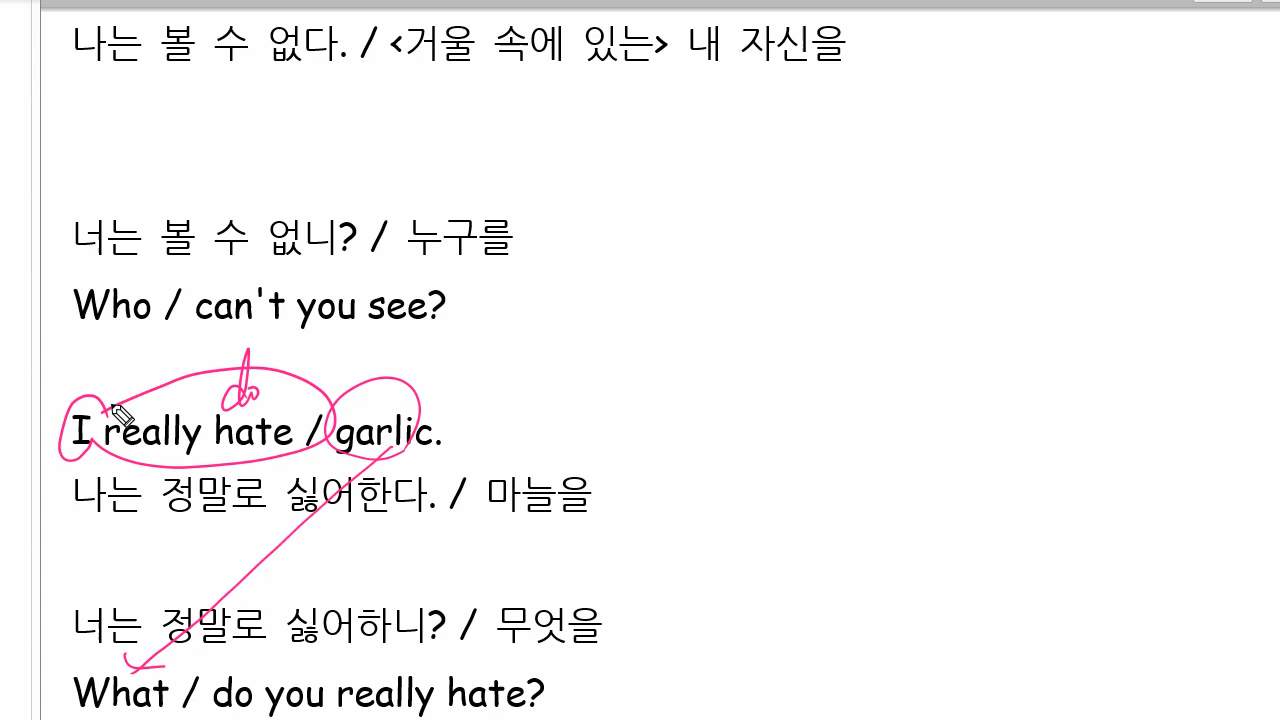 나는 볼 수 없다. / <거울 속에 있는> 내 자신을
너는 볼 수 없니? / 누구를
Who / can't you see?
do
I really hate / garlic.
나는 정말로 싫어한다. / 마늘을
너는 정말로 싫어하니? / 무엇을
What / do you really hate?